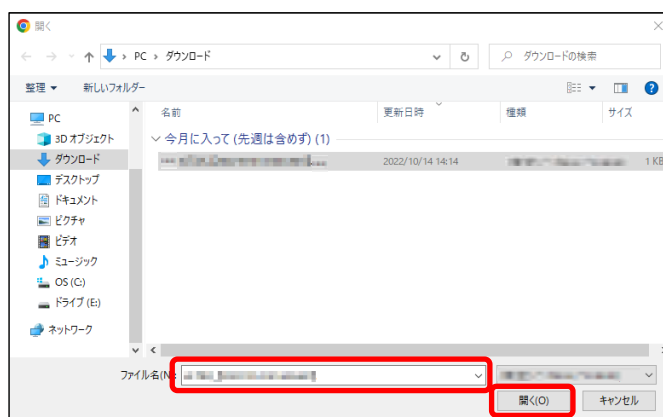 開く
PC › ダウンロード
ダウンロードの検索
整理 新しいフォルダー
名前 更新日時 種類 サイズ
PC
3D オブジェクト
ダウンロード
デスクトップ
ドキュメント
ピクチャ
ビデオ
ミュージック
OS (C:)
ドライブ (E:)
ネットワーク
今月に入って (先週は含めず) (1)
2022/10/14 14:14 1 KB
ファイル名(N):
開く(O) キャンセル